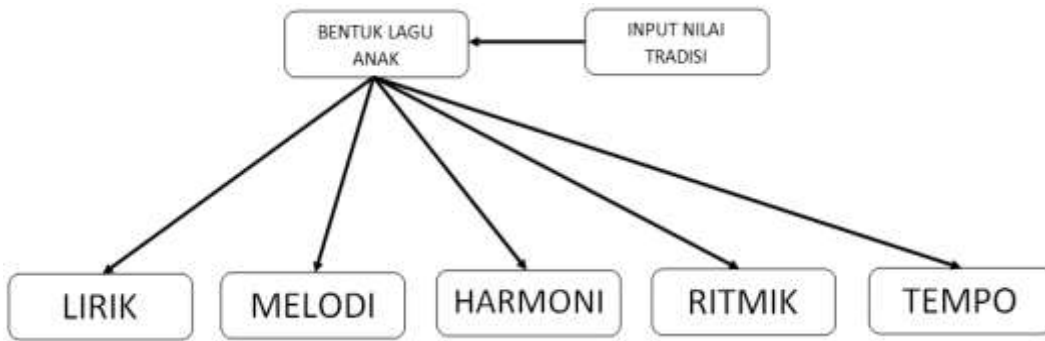 BENTUK LAGU
ANAK
INPUT NILAI
TRADISI
LIRIK
MELODI
HARMONI
RITMIK
TEMPO